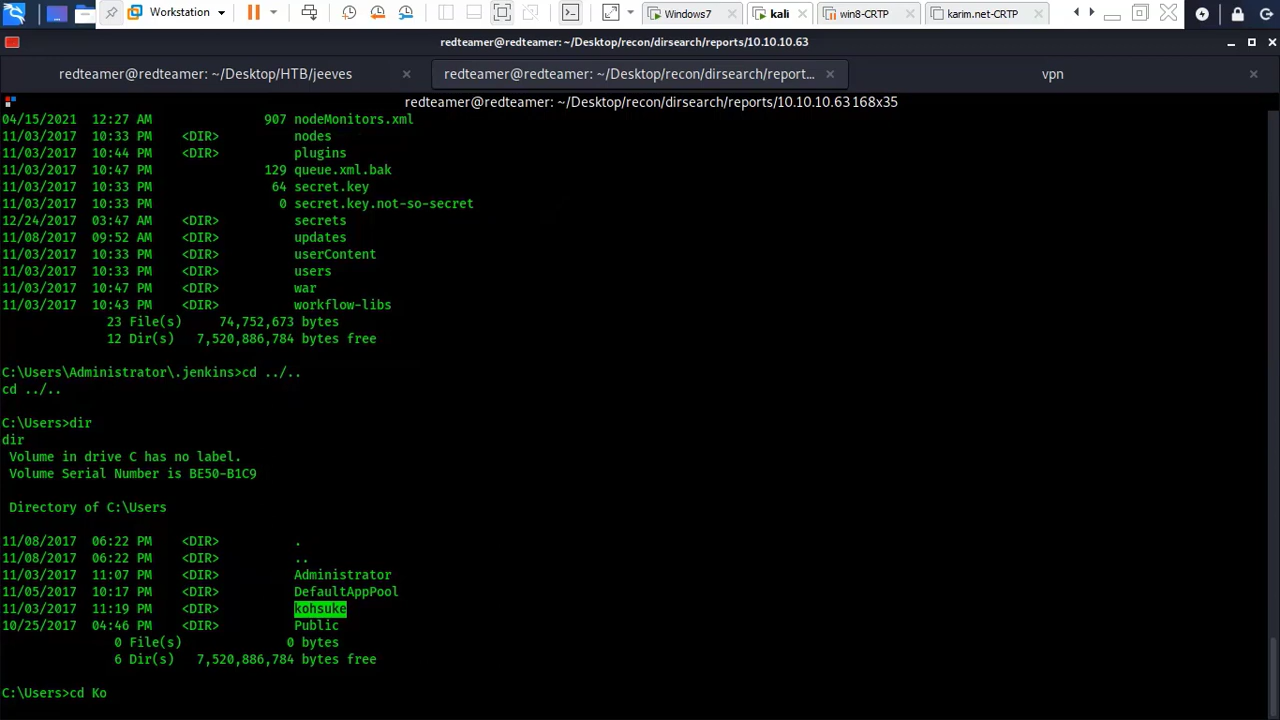 Workstation Windows7 kali win8-CRTP karim.net-CRTP
redteamer@redteamer: ~/Desktop/recon/dirsearch/reports/10.10.10.63
redteamer@redteamer: ~/Desktop/HTB/jeeves redteamer@redteamer: ~/Desktop/recon/dirsearch/report... vpn
redteamer@redteamer: ~/Desktop/recon/dirsearch/reports/10.10.10.63 168x35
04/15/2021  12:27 AM               907 nodeMonitors.xml
11/03/2017  10:33 PM    <DIR>          nodes
11/03/2017  10:44 PM    <DIR>          plugins
11/03/2017  10:47 PM               129 queue.xml.bak
11/03/2017  10:33 PM                64 secret.key
11/03/2017  10:33 PM                 0 secret.key.not-so-secret
12/24/2017  03:47 AM    <DIR>          secrets
11/08/2017  09:52 AM    <DIR>          updates
11/03/2017  10:33 PM    <DIR>          userContent
11/03/2017  10:33 PM    <DIR>          users
11/03/2017  10:47 PM    <DIR>          war
11/03/2017  10:43 PM    <DIR>          workflow-libs
23 File(s)     74,752,673 bytes
12 Dir(s)   7,520,886,784 bytes free
C:\Users\Administrator\.jenkins>cd ../..
cd ../..
C:\Users>dir
dir
Volume in drive C has no label.
Volume Serial Number is BE50-B1C9
Directory of C:\Users
11/08/2017  06:22 PM    <DIR>          .
11/08/2017  06:22 PM    <DIR>          ..
11/03/2017  11:07 PM    <DIR>          Administrator
11/05/2017  10:17 PM    <DIR>          DefaultAppPool
11/03/2017  11:19 PM    <DIR>          kohsuke
10/25/2017  04:46 PM    <DIR>          Public
0 File(s)              0 bytes
6 Dir(s)   7,520,886,784 bytes free
C:\Users>cd Ko